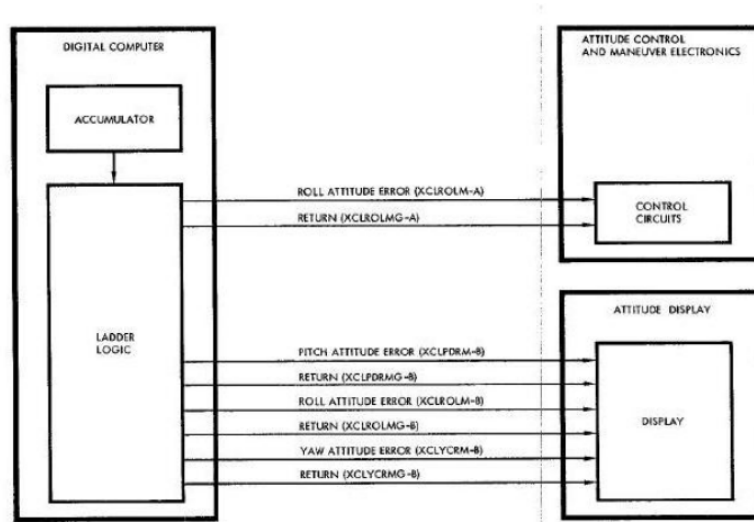 DIGITAL COMPUTER
ACCUMULATOR
LADDER
LOGIC
ATTITUDE CONTROL
AND MANEUVER ELECTRONICS
ROLL ATTITUDE ERROR (XCLROLM-A)
RETURN (XCLROLMG-A)
CONTROL
CIRCUITS
ATTITUDE DISPLAY
PITCH ATTITUDE ERROR (XCLPDRM-B)
RETURN (XCLPDRMG-B)
ROLL ATTITUDE ERROR (XCLROLM-B)
RETURN (XCLROLMG-B)
YAW ATTITUDE ERROR (XCLYCRM-B)
RETURN (XCLYCRMG-B)
DISPLAY